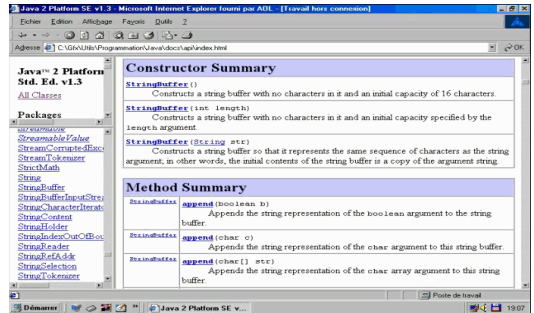 Java 2 Platform SE v1.3 - Microsoft Internet Explorer fourni par AOL - [Travail hors connexion]
Fichier Edition Affichage Favoris Outils ?
Adresse C:\Gfx\Utils\Programmation\Java\docs\api\index.html OK
Java™ 2 Platform
Std. Ed. v1.3
All Classes
Packages
Streamable
StreamableValue
StreamCorruptedExce
StreamTokenizer
StrictMath
String
StringBuffer
StringBufferInputStrea
StringCharacterIterato
StringContent
StringHolder
StringIndexOutOfBou
StringReader
StringRefAddr
StringSelection
StringTokenizer
Constructor Summary
StringBuffer()
Constructs a string buffer with no characters in it and an initial capacity of 16 characters.
StringBuffer(int length)
Constructs a string buffer with no characters in it and an initial capacity specified by the
length argument.
StringBuffer(String str)
Constructs a string buffer so that it represents the same sequence of characters as the string
argument; in other words, the initial contents of the string buffer is a copy of the argument string.
Method Summary
StringBuffer append(boolean b)
Appends the string representation of the boolean argument to the string
buffer.
StringBuffer append(char c)
Appends the string representation of the char argument to this string buffer.
StringBuffer append(char[] str)
Appends the string representation of the char array argument to this string
buffer.
Poste de travail
Démarrer Java 2 Platform SE v... 19:07